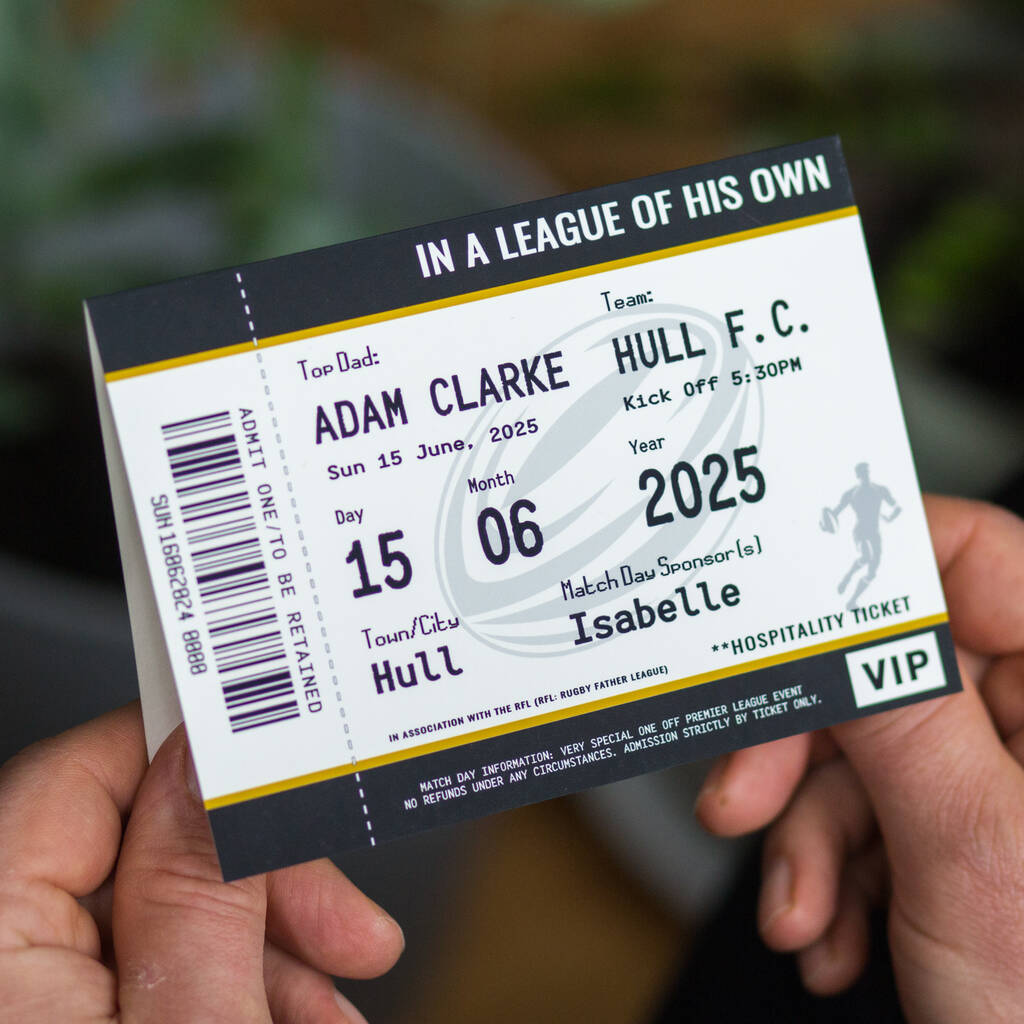 IN A LEAGUE OF HIS OWN
Top Dad:
ADAM CLARKE
Sun 15 June, 2025
Team:
HULL F.C.
Kick Off 5:30PM
Day
15
Month
06
Year
2025
Town/City
Hull
Match Day Sponsor(s)
Isabelle
**HOSPITALITY TICKET
IN ASSOCIATION WITH THE RFL (RFL: RUGBY FATHER LEAGUE)
VIP
MATCH DAY INFORMATION: VERY SPECIAL ONE OFF PREMIER LEAGUE EVENT
NO REFUNDS UNDER ANY CIRCUMSTANCES. ADMISSION STRICTLY BY TICKET ONLY.
ADMIT ONE/TO BE RETAINED
SUH16062824 0000